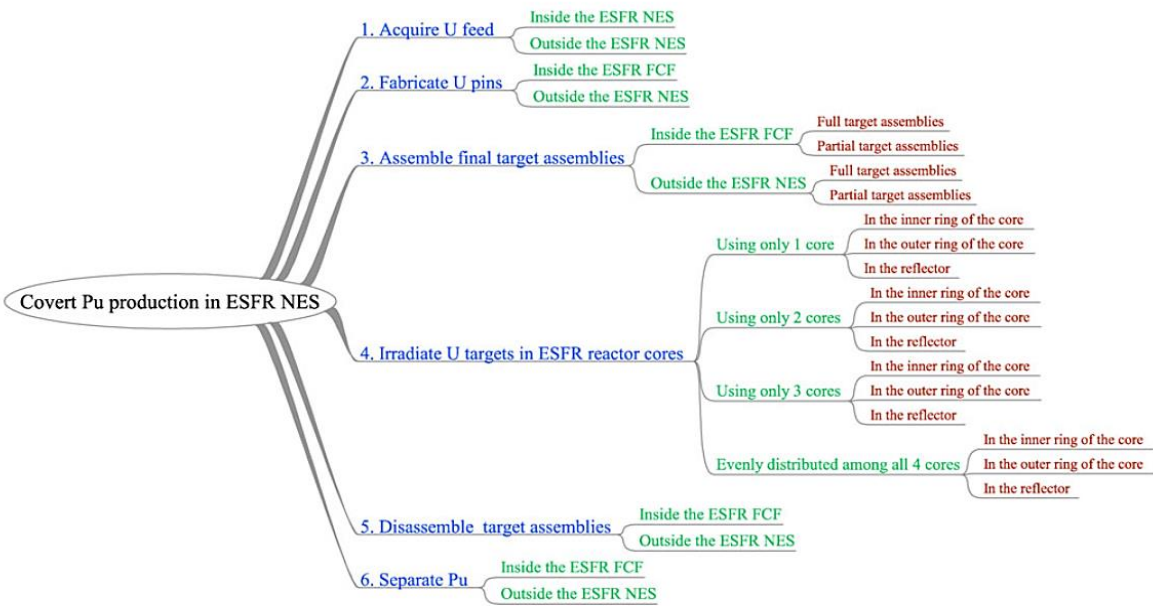 Covert Pu production in ESFR NES
1. Acquire U feed
Inside the ESFR NES
Outside the ESFR NES
2. Fabricate U pins
Inside the ESFR FCF
Outside the ESFR NES
3. Assemble final target assemblies
Inside the ESFR FCF
Full target assemblies
Partial target assemblies
Outside the ESFR NES
Full target assemblies
Partial target assemblies
4. Irradiate U targets in ESFR reactor cores
Using only 1 core
In the inner ring of the core
In the outer ring of the core
In the reflector
Using only 2 cores
In the inner ring of the core
In the outer ring of the core
In the reflector
Using only 3 cores
In the inner ring of the core
In the outer ring of the core
In the reflector
Evenly distributed among all 4 cores
In the inner ring of the core
In the outer ring of the core
In the reflector
5. Disassemble target assemblies
Inside the ESFR FCF
Outside the ESFR NES
6. Separate Pu
Inside the ESFR FCF
Outside the ESFR NES